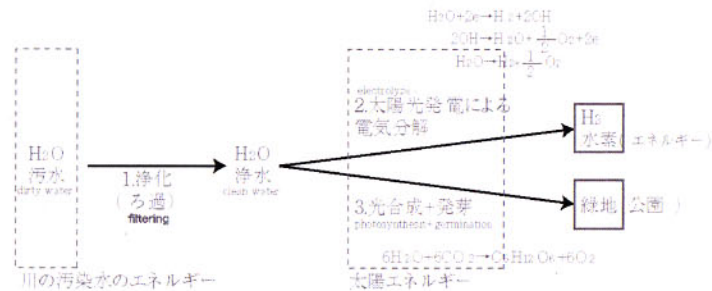 H₂O+2e→H₂+2OH
2OH→H₂O+½O₂+2e
H₂O→H₂+½O₂
electrolyze
2.太陽光発電による
電気分解
H₂
水素(エネルギー)
H₂O
汚水
dirty water
1.浄化
(ろ過)
filtering
H₂O
浄水
clean water
3.光合成+発芽
photosynthesis+germination
緑地(公園)
6H₂O+6CO₂→C₆H₁₂O₆+6O₂
川の汚染水のエネルギー
太陽エネルギー